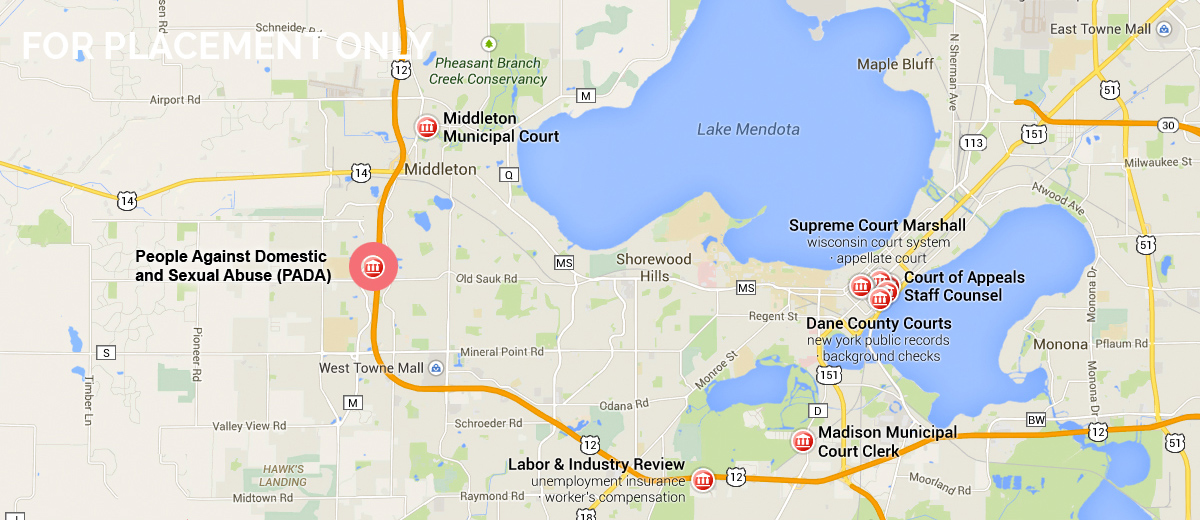 FOR PLACEMENT ONLY
Schneider Rd
sen Rd
12
Pheasant Branch
Creek Conservancy
M
Airport Rd
Middleton
Municipal Court
14
Middleton
Q
14
Lake Mendota
Maple Bluff
N Sherman Ave
East Towne Mall
51
30
151
113
Milwaukee St
Atwood Ave
People Against Domestic
and Sexual Abuse (PADA)
MS
Old Sauk Rd
Shorewood
Hills
MS
Regent St
Supreme Court Marshall
wisconsin court system
· appellate court
Court of Appeals
Staff Counsel
Dane County Courts
new york public records
· background checks
51
Monona Dr
Monona
Pflaum Rd
Monona Dr
S
Pioneer Rd
Timber Ln
Mineral Point Rd
West Towne Mall
M
Monroe St
151
Odana Rd
D
Valley View Rd
Schroeder Rd
12
BW
12
51
Madison Municipal
Court Clerk
HAWK'S
LANDING
Midtown Rd
Raymond Rd
Labor & Industry Review
unemployment insurance
· worker's compensation
12
Moorland Rd
18